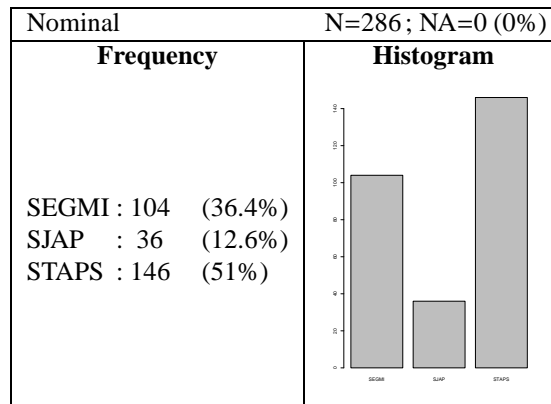 Nominal N=286; NA=0 (0%)
Frequency
SEGMI : 104 (36.4%)
SJAP : 36 (12.6%)
STAPS : 146 (51%)
Histogram
140
120
100
80
60
40
20
0
SEGMI SJAP STAPS